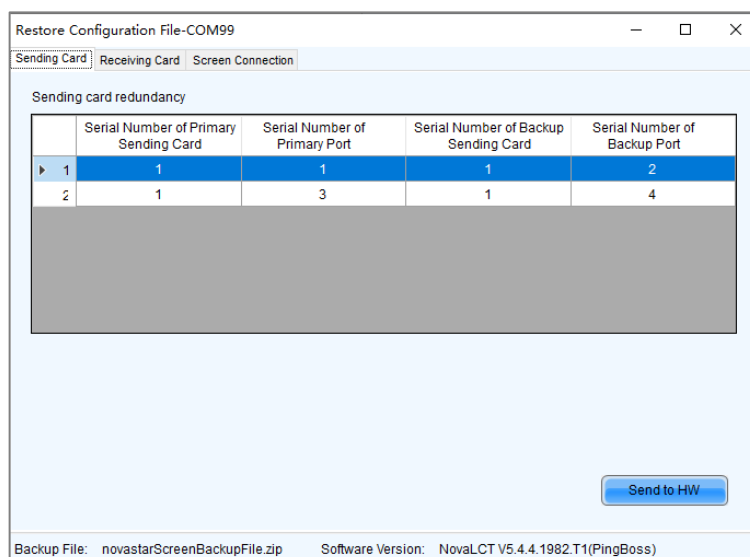 Restore Configuration File-COM99
Sending Card Receiving Card Screen Connection
Sending card redundancy
Serial Number of Primary Sending Card Serial Number of Primary Port Serial Number of Backup Sending Card Serial Number of Backup Port
1 1 1 1 2
2 1 3 1 4
Send to HW
Backup File: novastarScreenBackupFile.zip Software Version: NovaLCT V5.4.4.1982.T1(PingBoss)